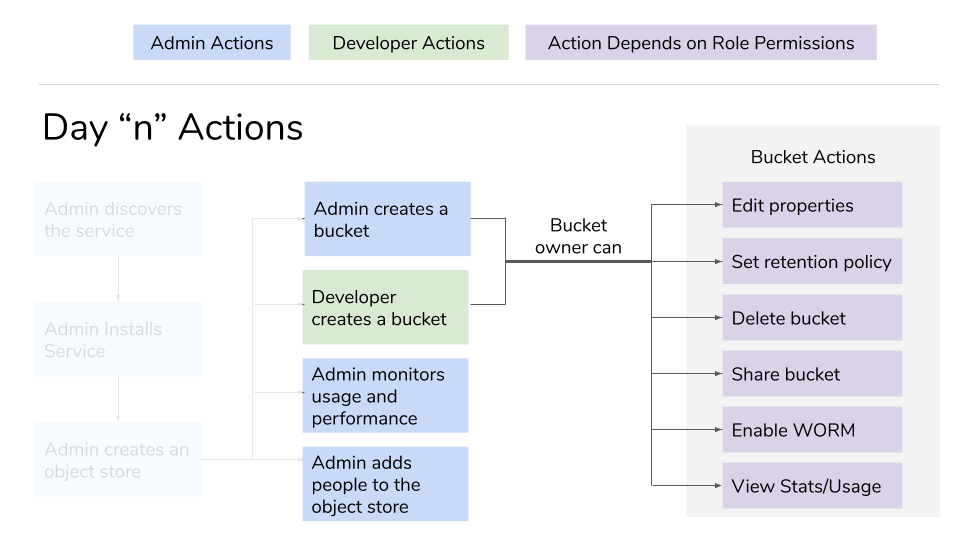 Admin Actions
Developer Actions
Action Depends on Role Permissions
Day “n” Actions
Admin discovers
the service
Admin Installs
Service
Admin creates an
object store
Admin creates a
bucket
Developer
creates a bucket
Admin monitors
usage and
performance
Admin adds
people to the
object store
Bucket
owner can
Bucket Actions
Edit properties
Set retention policy
Delete bucket
Share bucket
Enable WORM
View Stats/Usage